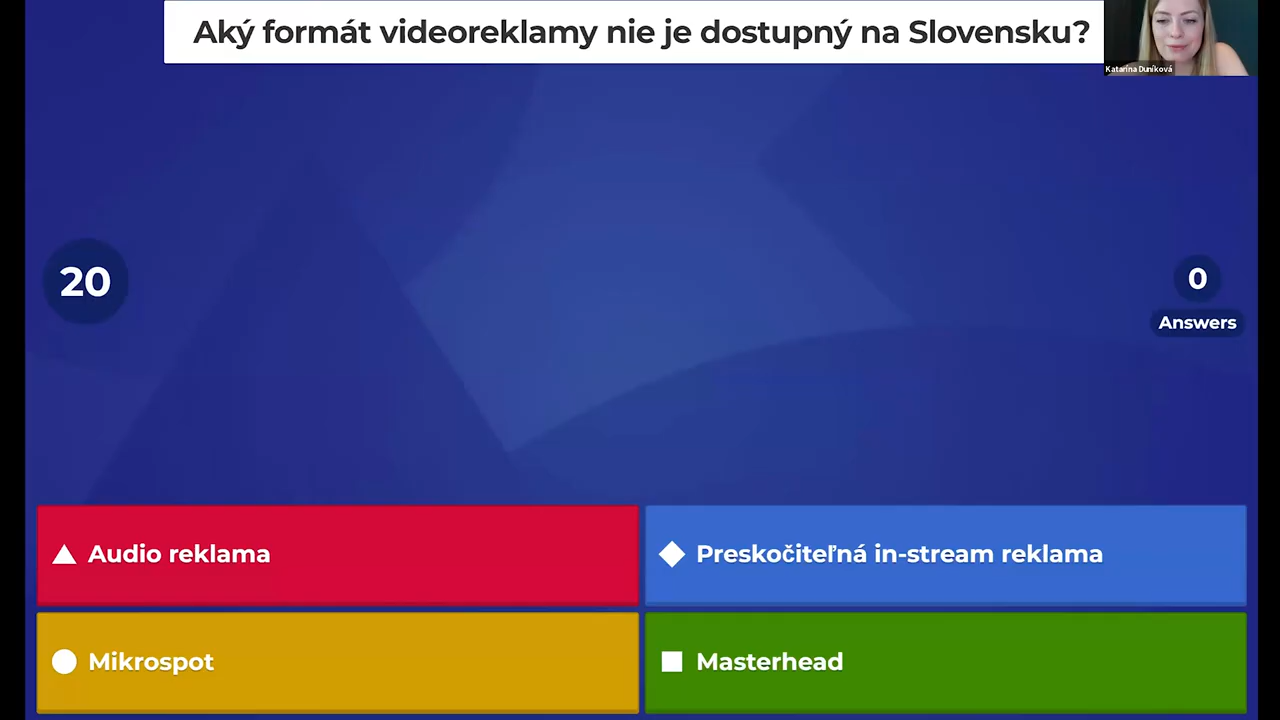 Aký formát videoreklamy nie je dostupný na Slovensku?
Katarína Duníková
20
0
Answers
Audio reklama
Preskočiteľná in-stream reklama
Mikrospot
Masterhead